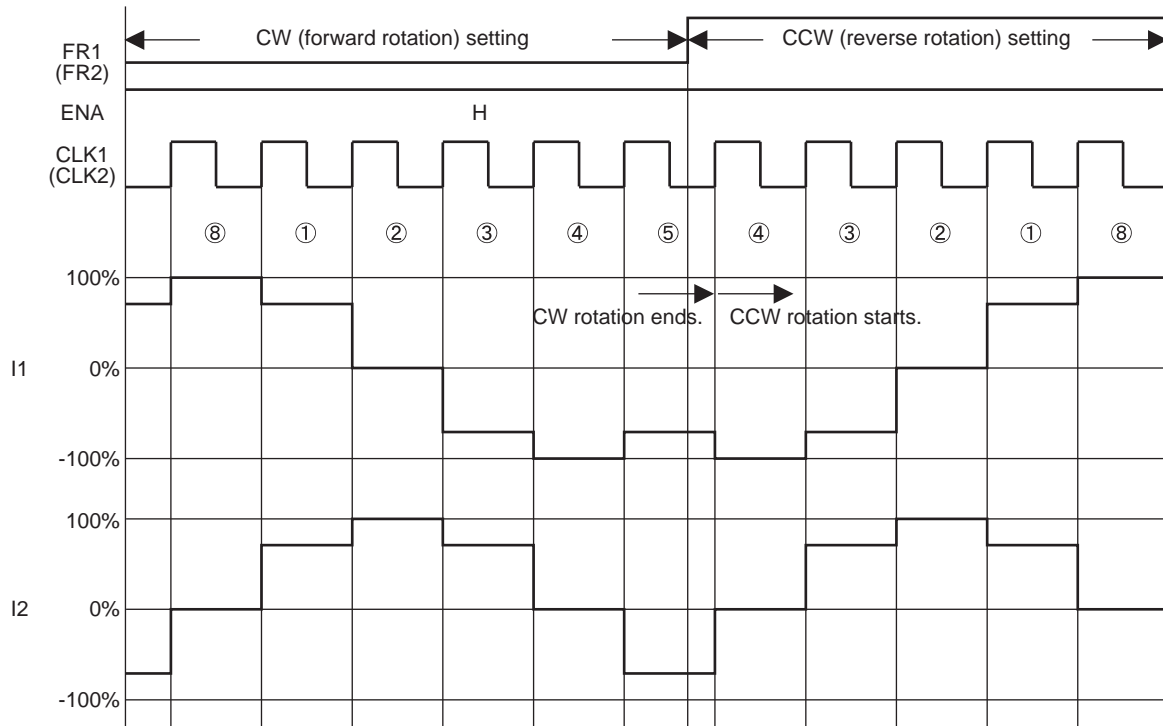 CW (forward rotation) setting
CCW (reverse rotation) setting
FR1
(FR2)
ENA
H
CLK1
(CLK2)
⑧ ① ② ③ ④ ⑤ ④ ③ ② ① ⑧
100%
CW rotation ends.
CCW rotation starts.
I1
0%
-100%
100%
I2
0%
-100%